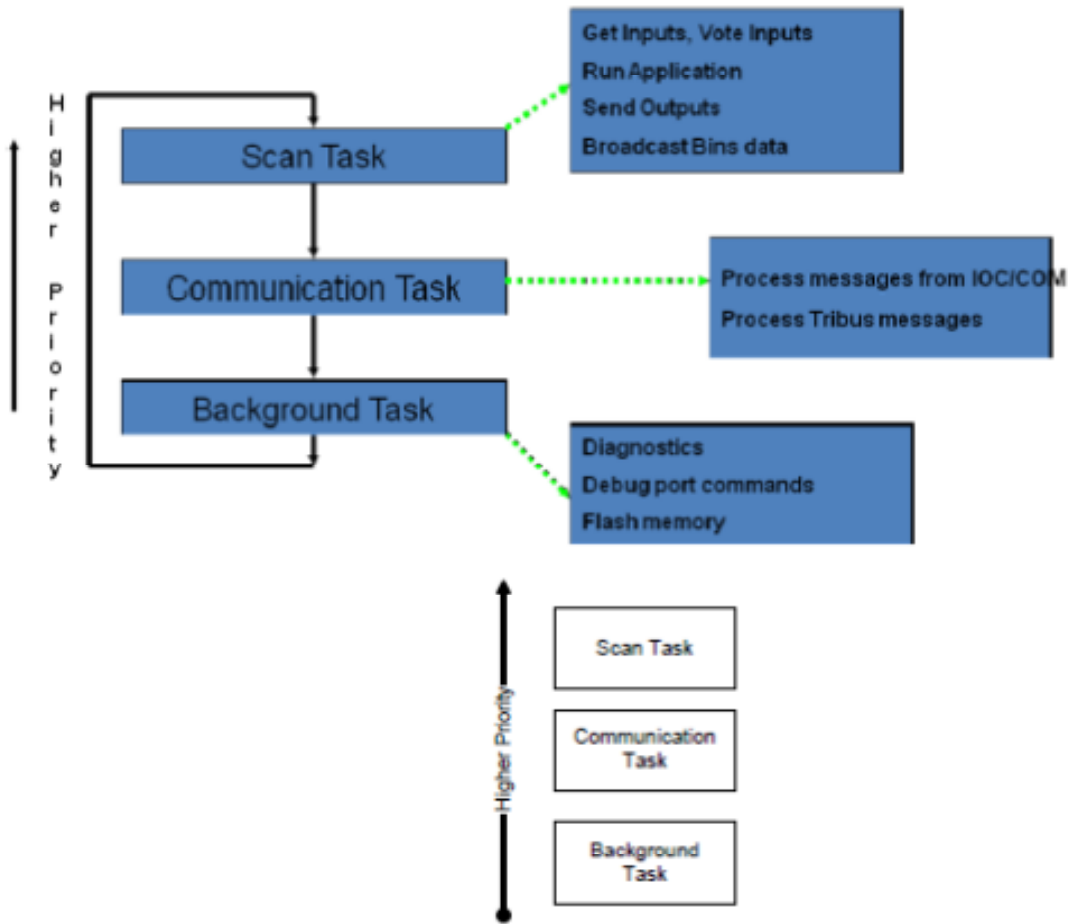 Higher Priority
Scan Task
Get Inputs, Vote Inputs
Run Application
Send Outputs
Broadcast Bins data
Communication Task
Process messages from IOC/COM
Process Tribus messages
Background Task
Diagnostics
Debug port commands
Flash memory
Higher Priority
Scan Task
Communication
Task
Background
Task